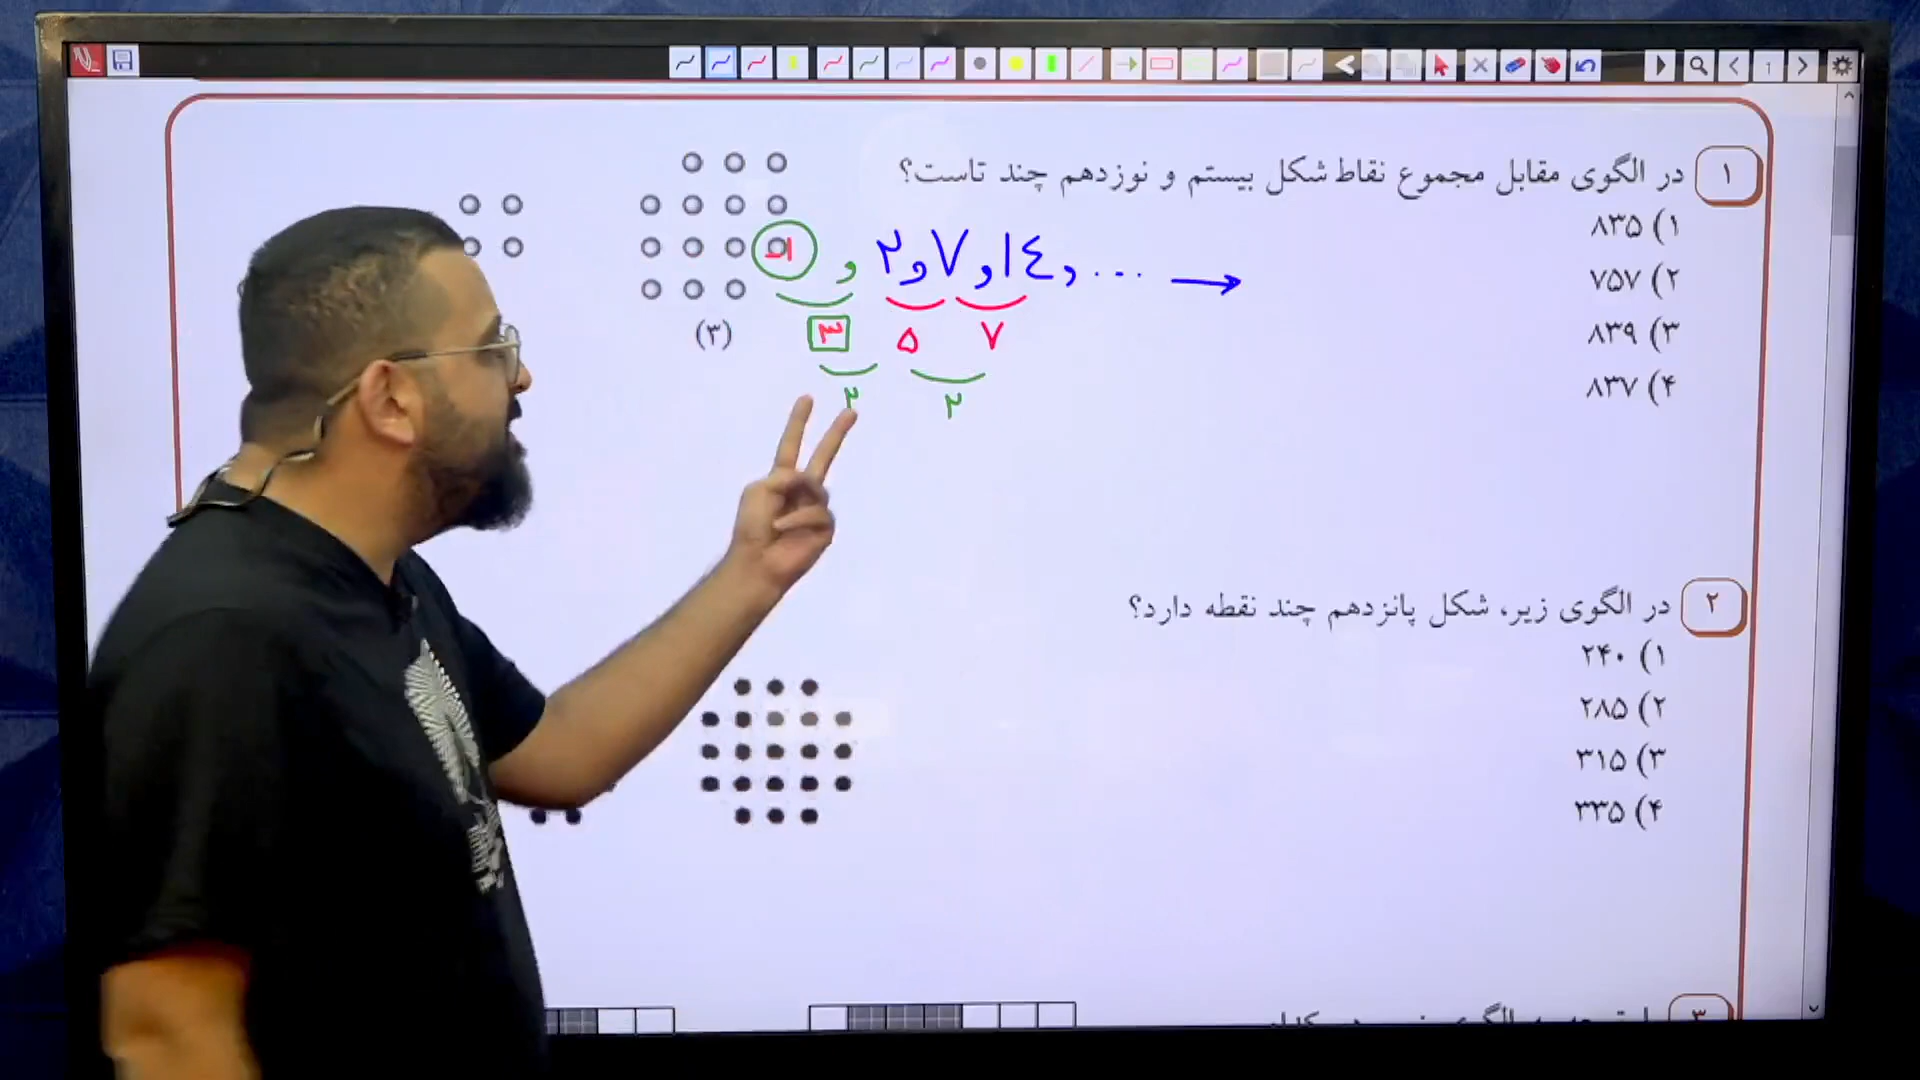 ۱ در الگوی مقابل مجموع نقاط شکل بیستم و نوزدهم چند تاست؟
۱) ۸۳۵
۲) ۷۵۷
۳) ۸۳۹
۴) ۸۳۷
(۳)
-۱ و ۲ و ۷ و ۱۴ , ... →
۳ ۵ ۷
۲ ۲
۲ در الگوی زیر، شکل پانزدهم چند نقطه دارد؟
۱) ۲۴۰
۲) ۲۸۵
۳) ۳۱۵
۴) ۳۳۵
۳